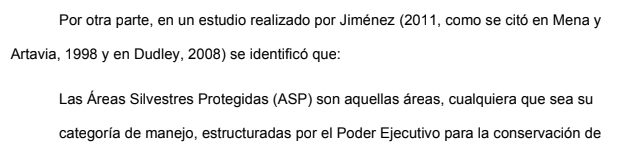 Por otra parte, en un estudio realizado por Jiménez (2011, como se citó en Mena y
Artavia, 1998 y en Dudley, 2008) se identificó que:
Las Áreas Silvestres Protegidas (ASP) son aquellas áreas, cualquiera que sea su
categoría de manejo, estructuradas por el Poder Ejecutivo para la conservación de